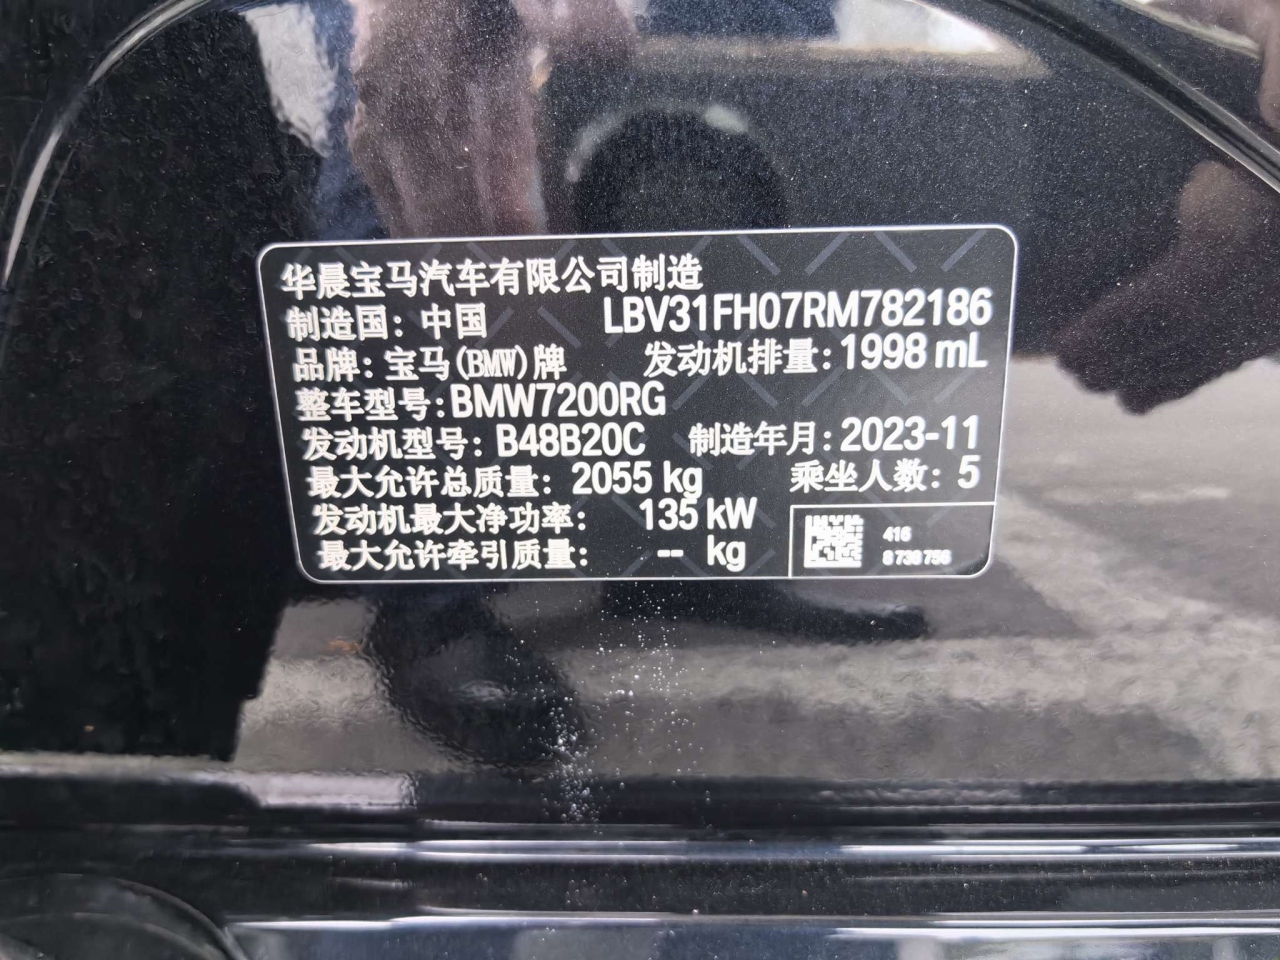 华晨宝马汽车有限公司制造
制造国：中国 LBV31FH07RM782186
品牌：宝马(BMW)牌 发动机排量：1998 mL
整车型号：BMW7200RG
发动机型号：B48B20C 制造年月：2023-11
最大允许总质量：2055 kg 乘坐人数：5
发动机最大净功率： 135 kW
最大允许牵引质量： -- kg
416
8 738 756